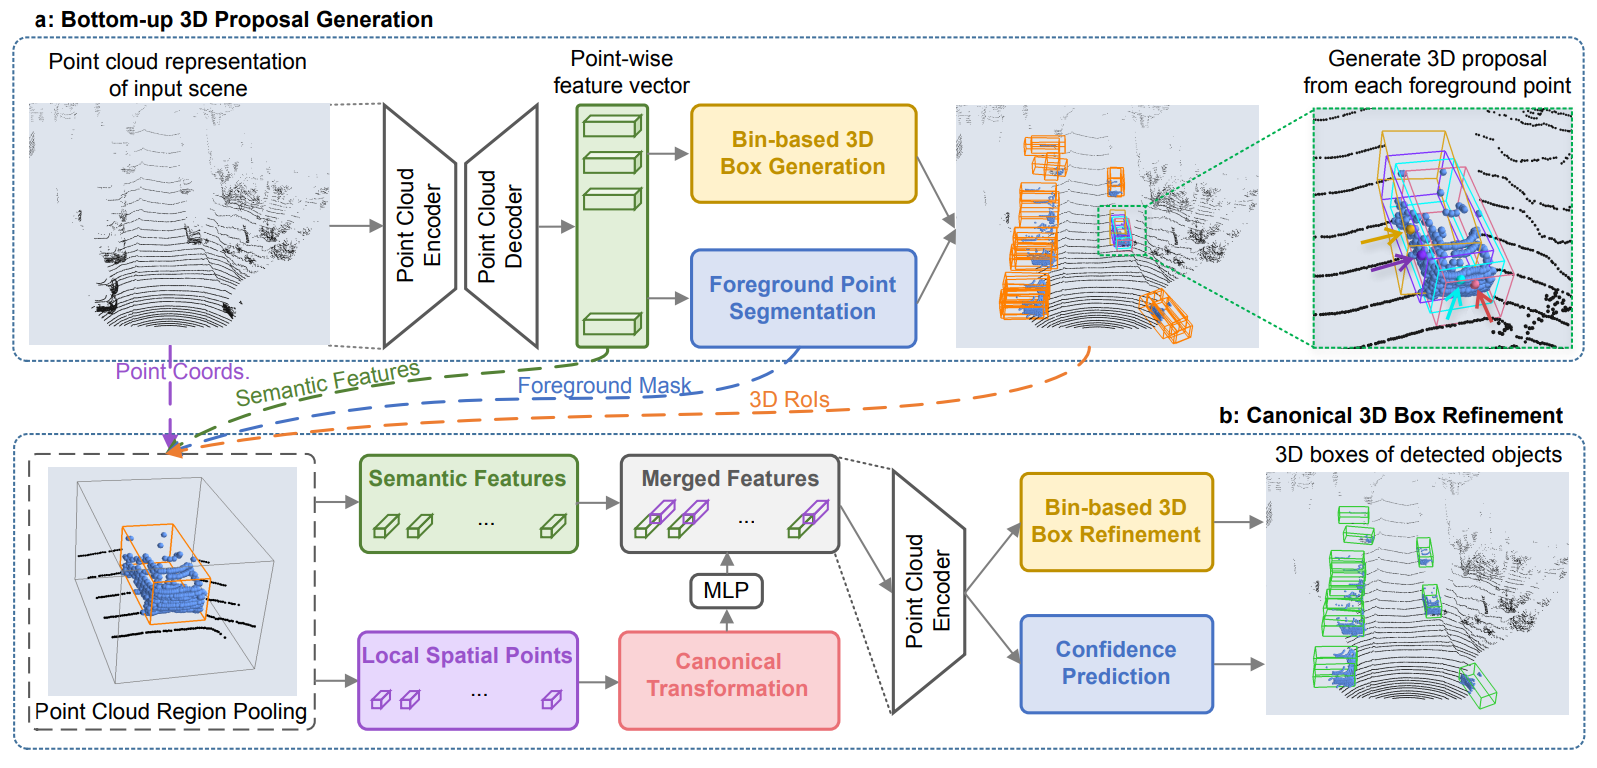 a: Bottom-up 3D Proposal Generation
Point cloud representation
of input scene
Point-wise
feature vector
Generate 3D proposal
from each foreground point
Point Cloud
Encoder
Point Cloud
Decoder
Bin-based 3D
Box Generation
Foreground Point
Segmentation
Point Coords.
Semantic Features
Foreground Mask
3D RoIs
b: Canonical 3D Box Refinement
Point Cloud Region Pooling
Semantic Features
...
Merged Features
...
MLP
Local Spatial Points
...
Canonical
Transformation
Point Cloud
Encoder
Bin-based 3D
Box Refinement
Confidence
Prediction
3D boxes of detected objects